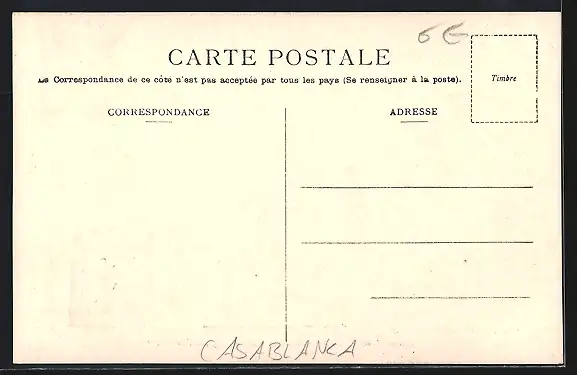 6€
CARTE POSTALE
La Correspondance de ce côté n'est pas acceptée par tous les pays (Se renseigner à la poste).
Timbre
CORRESPONDANCE
ADRESSE
CASABLANCA